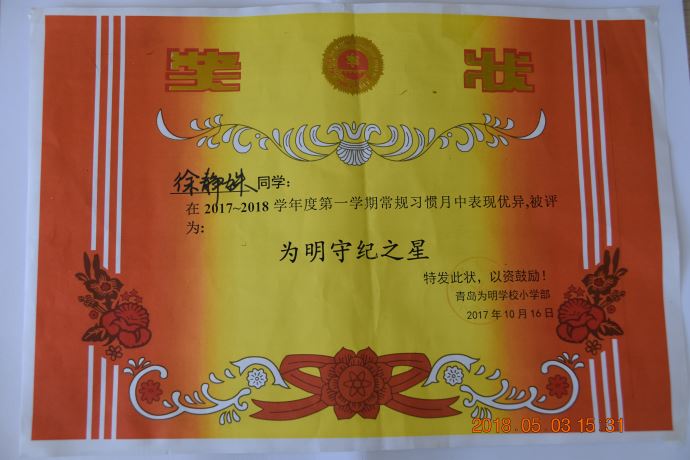 奖状
徐静姝同学:
在 2017~2018 学年度第一学期常规习惯月中表现优异,被评
为:
为明守纪之星
特发此状，以资鼓励！
青岛为明学校小学部
2017 年 10 月 16 日
2018.05.03 15:31